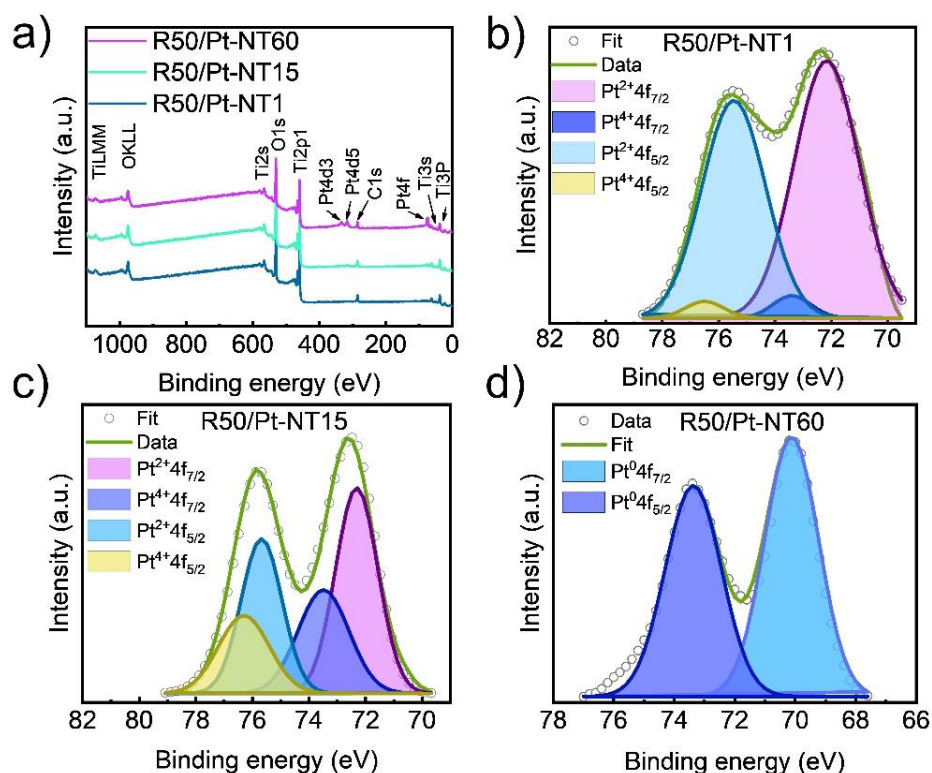 a)
R50/Pt-NT60
R50/Pt-NT15
R50/Pt-NT1
TiLMM
OKLL
Ti2s
O1s
Ti2p1
Pt4d3
Pt4d5
C1s
Pt4f
Ti3s
Ti3P
Intensity (a.u.)
1000 800 600 400 200 0
Binding energy (eV)
b)
R50/Pt-NT1
Fit
Data
Pt²⁺4f₇/₂
Pt⁴⁺4f₇/₂
Pt²⁺4f₅/₂
Pt⁴⁺4f₅/₂
Intensity (a.u.)
82 80 78 76 74 72 70
Binding energy (eV)
c)
R50/Pt-NT15
Fit
Data
Pt²⁺4f₇/₂
Pt⁴⁺4f₇/₂
Pt²⁺4f₅/₂
Pt⁴⁺4f₅/₂
Intensity (a.u.)
82 80 78 76 74 72 70
Binding energy (eV)
d)
R50/Pt-NT60
Data
Fit
Pt⁰4f₇/₂
Pt⁰4f₅/₂
Intensity (a.u.)
78 76 74 72 70 68 66
Binding energy (eV)